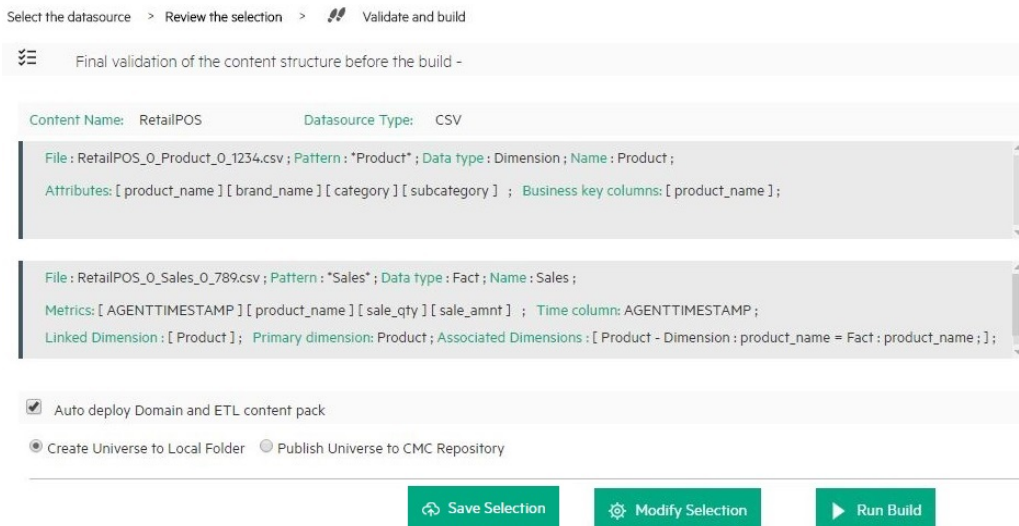 Select the datasource > Review the selection > Validate and build
Final validation of the content structure before the build -
Content Name: RetailPOS Datasource Type: CSV
File : RetailPOS_0_Product_0_1234.csv ; Pattern : *Product* ; Data type : Dimension ; Name : Product ;
Attributes: [ product_name ] [ brand_name ] [ category ] [ subcategory ] ; Business key columns: [ product_name ] ;
File : RetailPOS_0_Sales_0_789.csv ; Pattern : *Sales* ; Data type : Fact ; Name : Sales ;
Metrics: [ AGENTTIMESTAMP ] [ product_name ] [ sale_qty ] [ sale_amnt ] ; Time column: AGENTTIMESTAMP ;
Linked Dimension : [ Product ] ; Primary dimension: Product ; Associated Dimensions : [ Product - Dimension : product_name = Fact : product_name ; ] ;
Auto deploy Domain and ETL content pack
Create Universe to Local Folder Publish Universe to CMC Repository
Save Selection Modify Selection Run Build